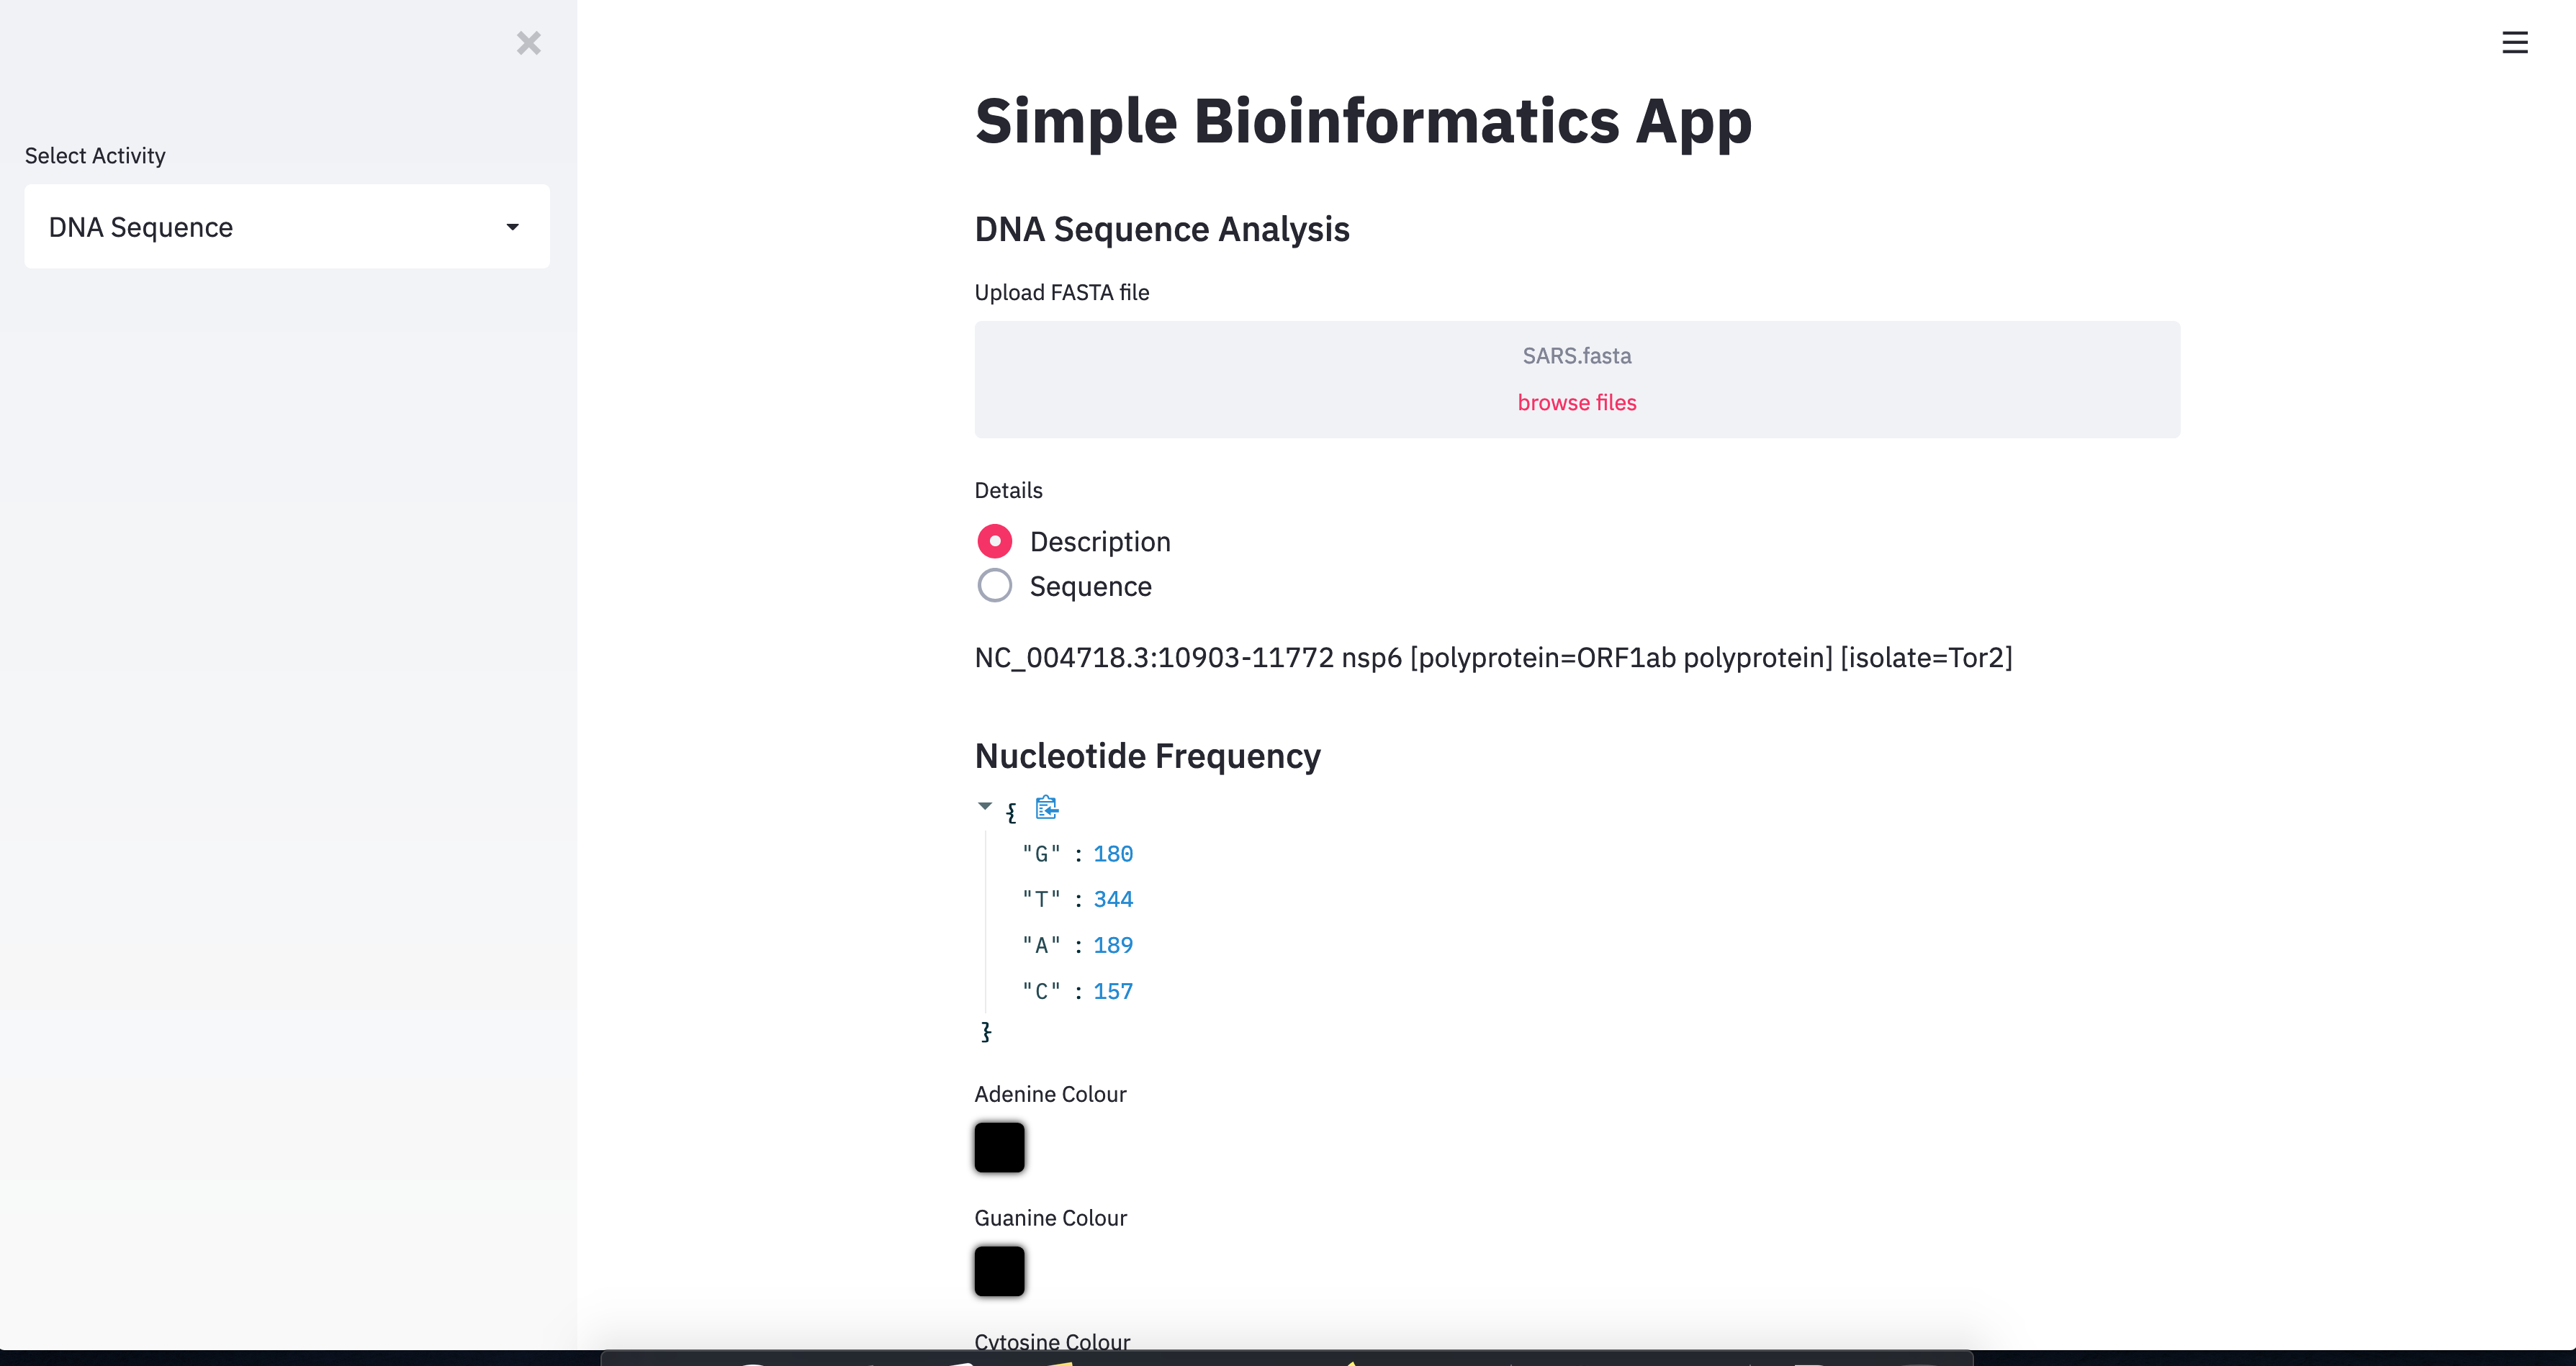 Select Activity
DNA Sequence
Simple Bioinformatics App
DNA Sequence Analysis
Upload FASTA file
SARS.fasta
browse files
Details
Description
Sequence
NC_004718.3:10903-11772 nsp6 [polyprotein=ORF1ab polyprotein] [isolate=Tor2]
Nucleotide Frequency
{
"G" : 180
"T" : 344
"A" : 189
"C" : 157
}
Adenine Colour
Guanine Colour
Cytosine Colour